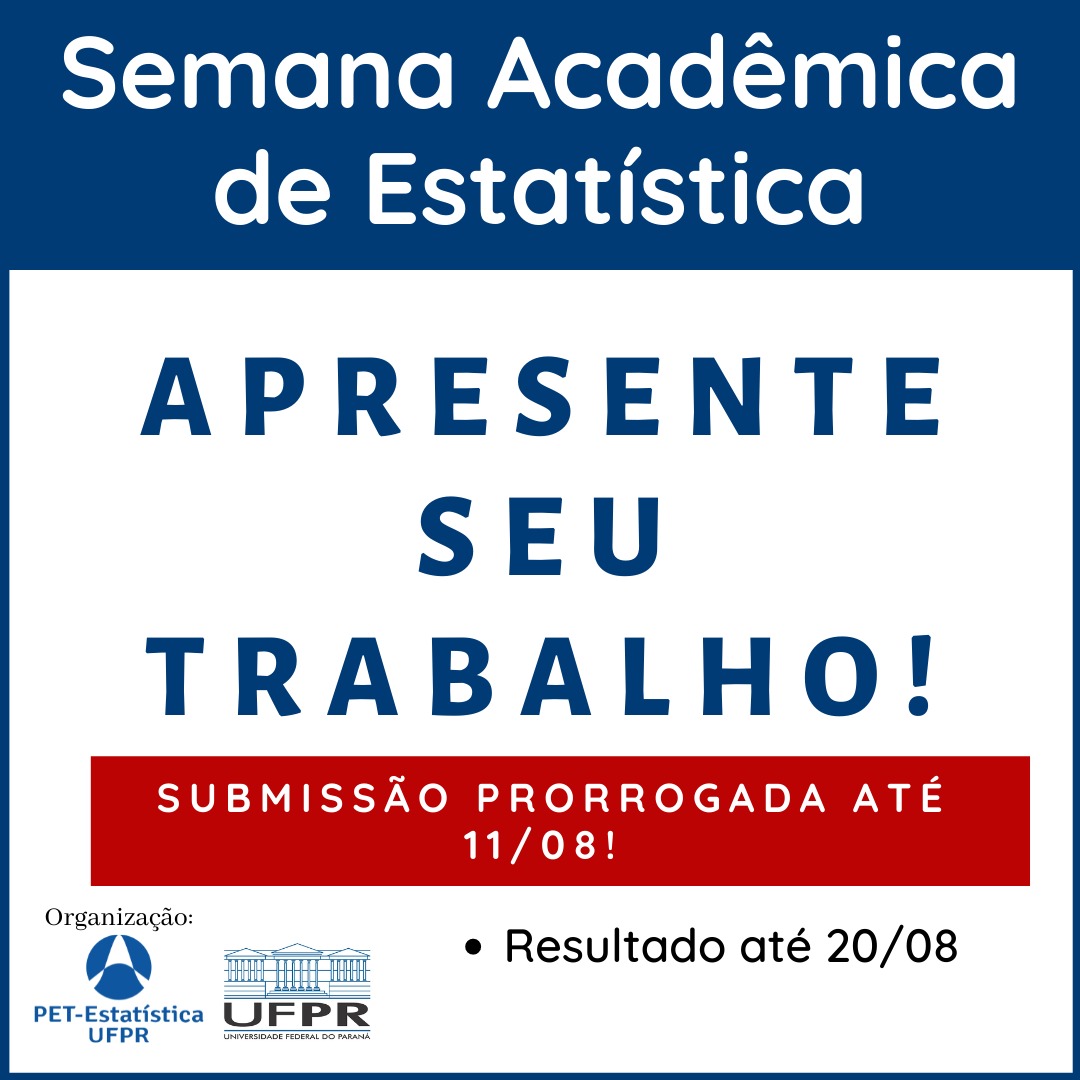 Semana Acadêmica
de Estatística
APRESENTE
SEU
TRABALHO!
SUBMISSÃO PRORROGADA ATÉ
11/08!
Organização:
PET-Estatística
UFPR
UFPR
UNIVERSIDADE FEDERAL DO PARANÁ
• Resultado até 20/08